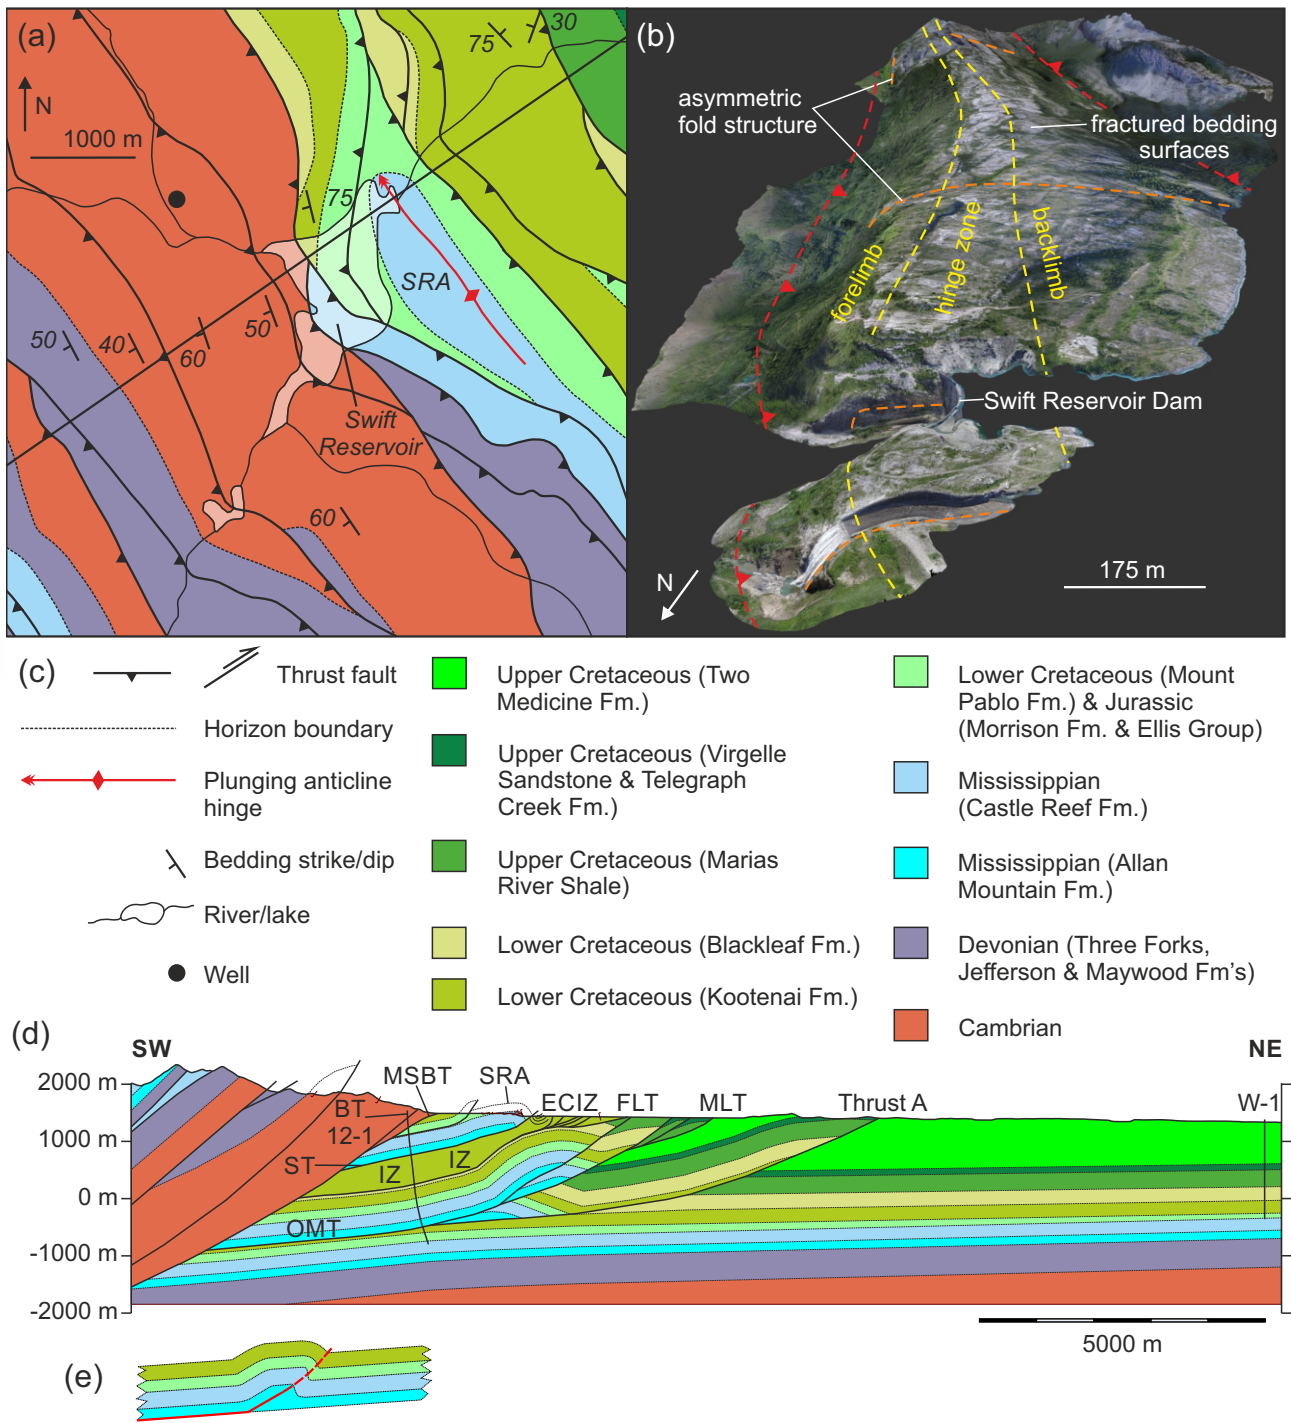 (a)
N
1000 m
75
30
75
SRA
50
40
60
50
Swift
Reservoir
60
(b)
asymmetric
fold structure
fractured bedding
surfaces
forelimb
hinge zone
backlimb
Swift Reservoir Dam
N
175 m
(c)
Thrust fault
Horizon boundary
Plunging anticline
hinge
Bedding strike/dip
River/lake
Well
Upper Cretaceous (Two
Medicine Fm.)
Upper Cretaceous (Virgelle
Sandstone & Telegraph
Creek Fm.)
Upper Cretaceous (Marias
River Shale)
Lower Cretaceous (Blackleaf Fm.)
Lower Cretaceous (Kootenai Fm.)
Lower Cretaceous (Mount
Pablo Fm.) & Jurassic
(Morrison Fm. & Ellis Group)
Mississippian
(Castle Reef Fm.)
Mississippian (Allan
Mountain Fm.)
Devonian (Three Forks,
Jefferson & Maywood Fm's)
Cambrian
(d)
SW
NE
2000 m
1000 m
0 m
-1000 m
-2000 m
MSBT
SRA
BT
12-1
ECIZ
FLT
MLT
Thrust A
W-1
ST
IZ
IZ
OMT
5000 m
(e)